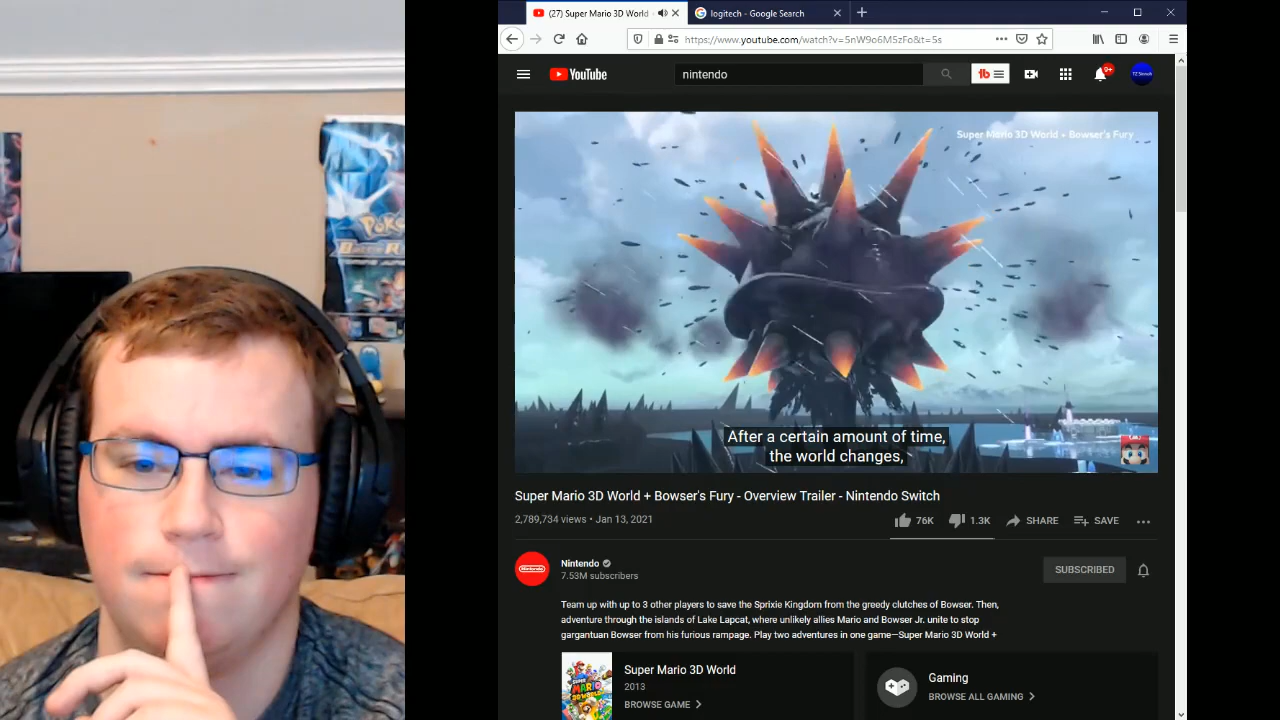 (27) Super Mario 3D World
logitech - Google Search
https://www.youtube.com/watch?v=5nW9o6M5zFo&t=5s
YouTube
nintendo
tb
9+
Super Mario 3D World + Bowser's Fury
After a certain amount of time,
the world changes,
Super Mario 3D World + Bowser's Fury - Overview Trailer - Nintendo Switch
2,789,734 views • Jan 13, 2021
76K
1.3K
SHARE
SAVE
Nintendo
7.53M subscribers
SUBSCRIBED
Team up with up to 3 other players to save the Sprixie Kingdom from the greedy clutches of Bowser. Then,
adventure through the islands of Lake Lapcat, where unlikely allies Mario and Bowser Jr. unite to stop
gargantuan Bowser from his furious rampage. Play two adventures in one game—Super Mario 3D World +
Super Mario 3D World
2013
BROWSE GAME
Gaming
BROWSE ALL GAMING